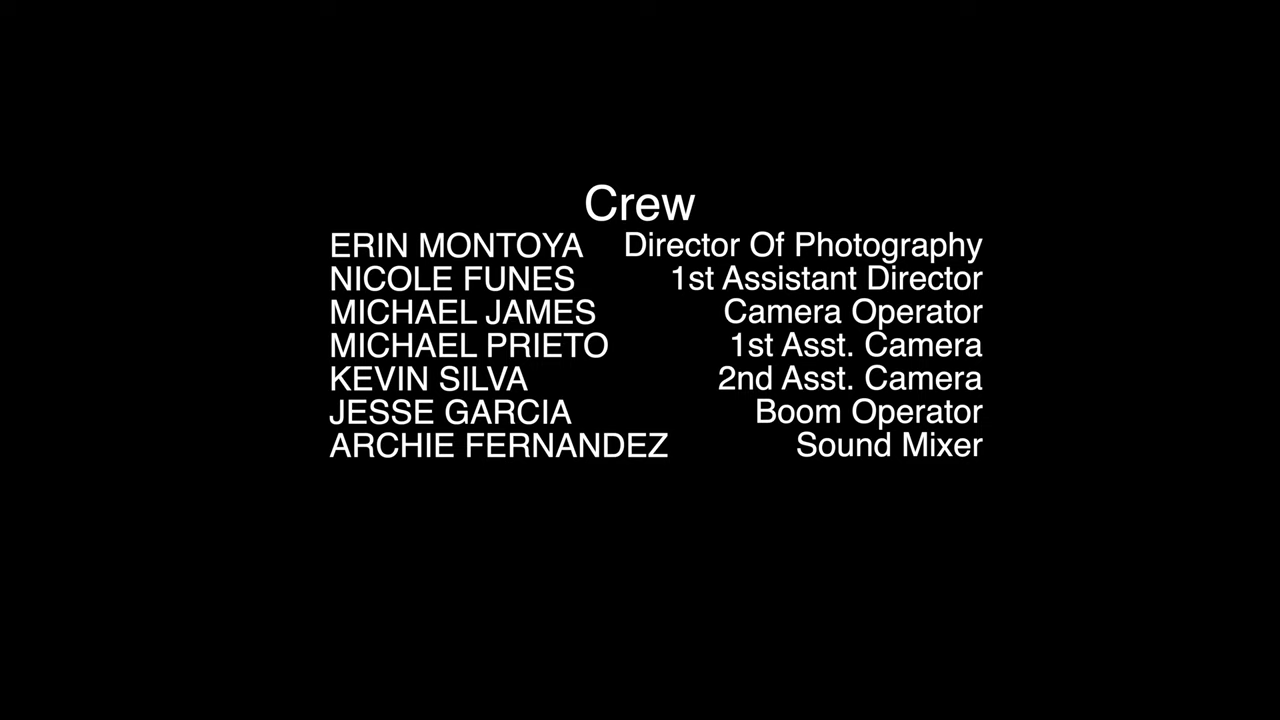 Crew
ERIN MONTOYA Director Of Photography
NICOLE FUNES 1st Assistant Director
MICHAEL JAMES Camera Operator
MICHAEL PRIETO 1st Asst. Camera
KEVIN SILVA 2nd Asst. Camera
JESSE GARCIA Boom Operator
ARCHIE FERNANDEZ Sound Mixer